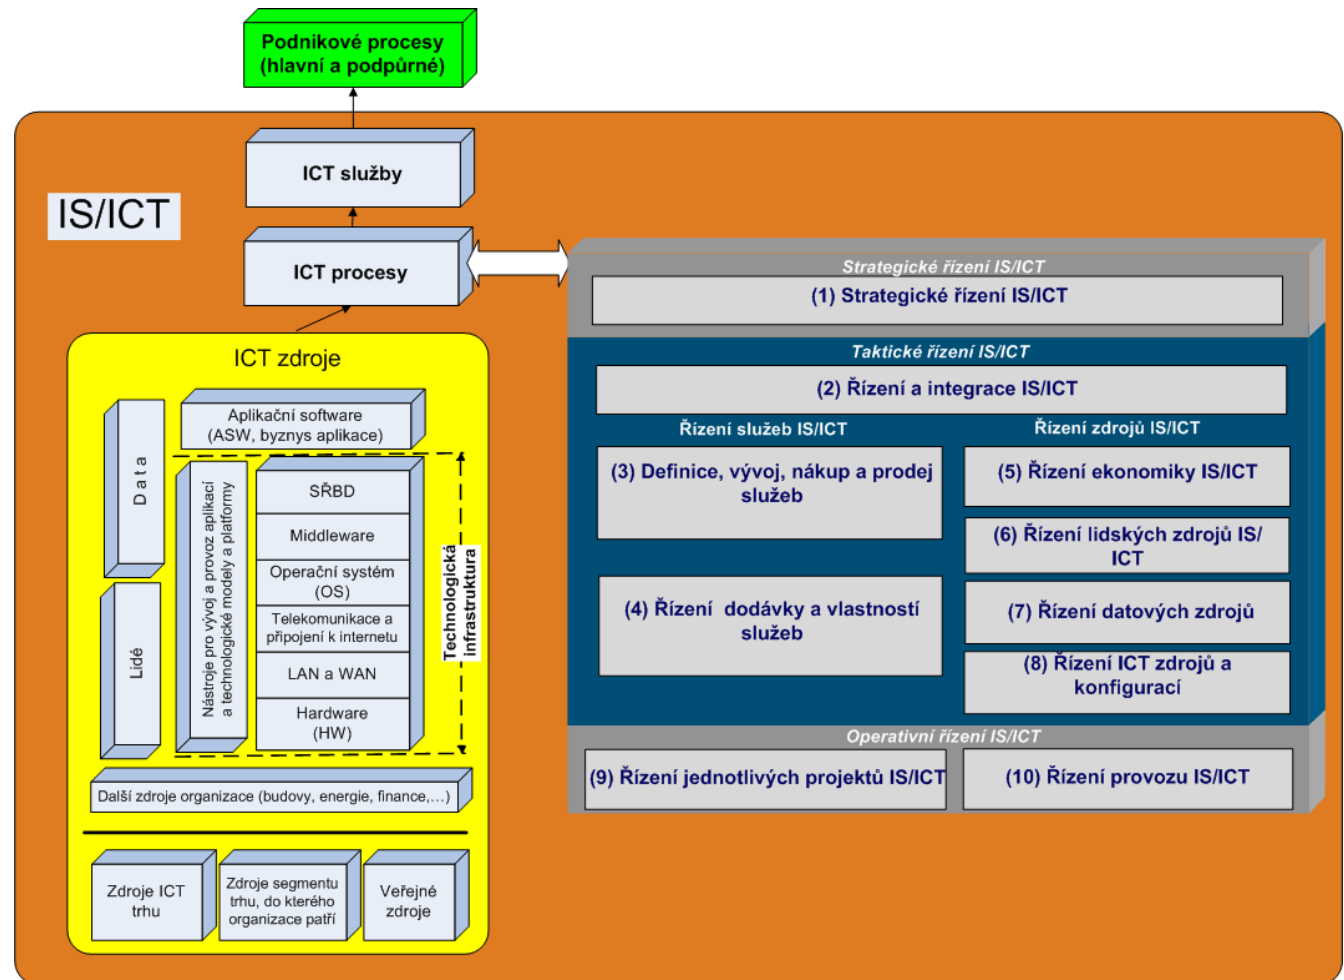 Podnikové procesy
(hlavní a podpůrné)
ICT služby
IS/ICT
ICT procesy
ICT zdroje
Aplikační software
(ASW, byznys aplikace)
Data
Lidé
Nástroje pro vývoj a provoz aplikací
a technologické modely a platformy
SŘBD
Middleware
Operační systém
(OS)
Telekomunikace a
připojení k internetu
LAN a WAN
Hardware
(HW)
Technologická
infrastruktura
Další zdroje organizace (budovy, energie, finance,…)
Zdroje ICT
trhu
Zdroje segmentu
trhu, do kterého
organizace patří
Veřejné
zdroje
Strategické řízení IS/ICT
(1) Strategické řízení IS/ICT
Taktické řízení IS/ICT
(2) Řízení a integrace IS/ICT
Řízení služeb IS/ICT
(3) Definice, vývoj, nákup a prodej
služeb
(4) Řízení dodávky a vlastností
služeb
Řízení zdrojů IS/ICT
(5) Řízení ekonomiky IS/ICT
(6) Řízení lidských zdrojů IS/
ICT
(7) Řízení datových zdrojů
(8) Řízení ICT zdrojů a
konfigurací
Operativní řízení IS/ICT
(9) Řízení jednotlivých projektů IS/ICT
(10) Řízení provozu IS/ICT